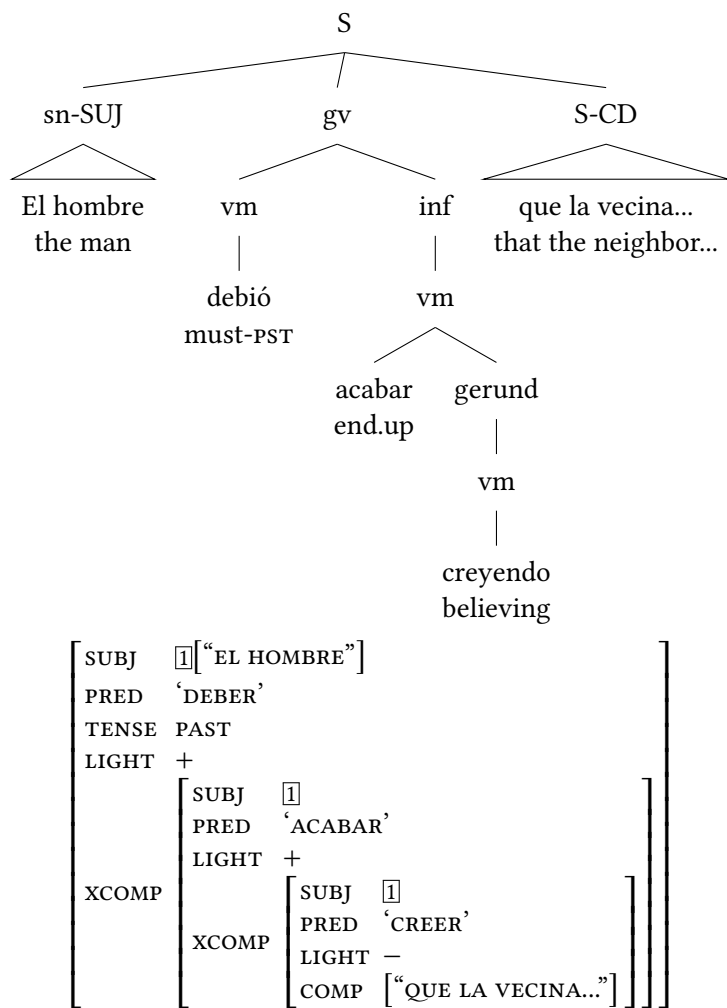 S
sn-SUJ gv S-CD
El hombre vm inf que la vecina...
the man that the neighbor...
debió vm
must-PST
acabar gerund
end.up
vm
creyendo
believing
SUBJ 1["EL HOMBRE"]
PRED ‘DEBER’
TENSE PAST
LIGHT +
SUBJ 1
PRED ‘ACABAR’
LIGHT +
XCOMP
SUBJ 1
PRED ‘CREER’
XCOMP
LIGHT −
COMP [“QUE LA VECINA...”]